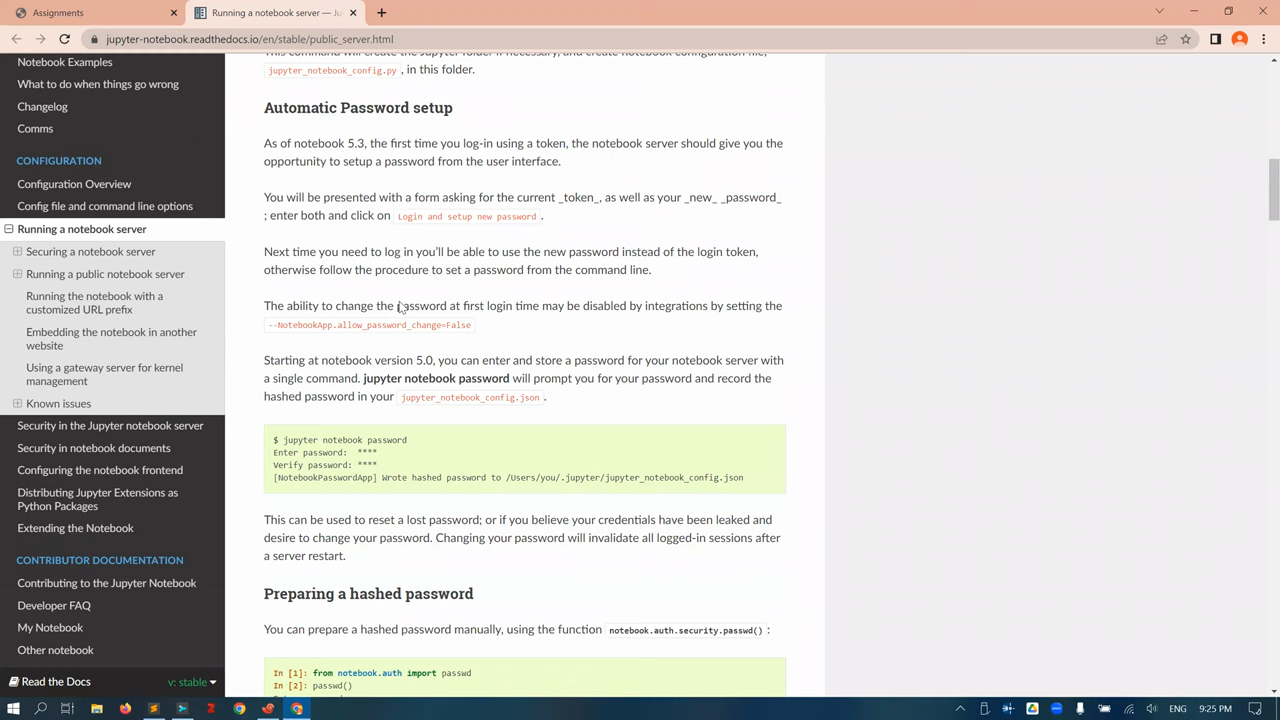 Assignments
Running a notebook server — Ju
jupyter-notebook.readthedocs.io/en/stable/public_server.html
Notebook Examples
What to do when things go wrong
Changelog
Comms
CONFIGURATION
Configuration Overview
Config file and command line options
Running a notebook server
Securing a notebook server
Running a public notebook server
Running the notebook with a
customized URL prefix
Embedding the notebook in another
website
Using a gateway server for kernel
management
Known issues
Security in the Jupyter notebook server
Security in notebook documents
Configuring the notebook frontend
Distributing Jupyter Extensions as
Python Packages
Extending the Notebook
CONTRIBUTOR DOCUMENTATION
Contributing to the Jupyter Notebook
Developer FAQ
My Notebook
Other notebook
Read the Docs
v: stable
This command will create the Jupyter folder if necessary, and create notebook configuration file,
jupyter_notebook_config.py , in this folder.
Automatic Password setup
As of notebook 5.3, the first time you log-in using a token, the notebook server should give you the
opportunity to setup a password from the user interface.
You will be presented with a form asking for the current _token_, as well as your _new_ _password_
; enter both and click on Login and setup new password .
Next time you need to log in you'll be able to use the new password instead of the login token,
otherwise follow the procedure to set a password from the command line.
The ability to change the password at first login time may be disabled by integrations by setting the
--NotebookApp.allow_password_change=False
Starting at notebook version 5.0, you can enter and store a password for your notebook server with
a single command. jupyter notebook password will prompt you for your password and record the
hashed password in your jupyter_notebook_config.json .
$ jupyter notebook password
Enter password: ****
Verify password: ****
[NotebookPasswordApp] Wrote hashed password to /Users/you/.jupyter/jupyter_notebook_config.json
This can be used to reset a lost password; or if you believe your credentials have been leaked and
desire to change your password. Changing your password will invalidate all logged-in sessions after
a server restart.
Preparing a hashed password
You can prepare a hashed password manually, using the function notebook.auth.security.passwd() :
In [1]: from notebook.auth import passwd
In [2]: passwd()
ENG
9:25 PM